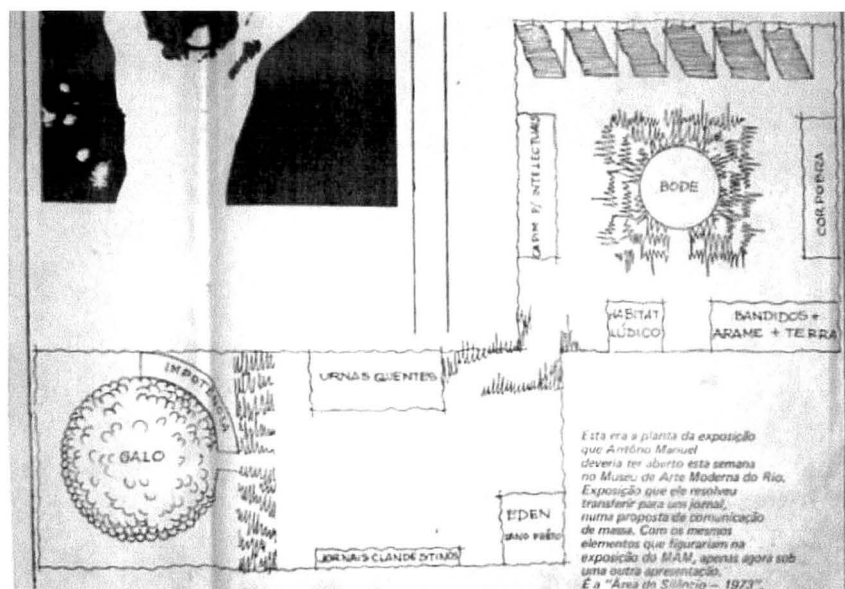 CAPIM P/ INTELECTUAIS
BODE
CORPOBRA
HABITAT
LÚDICO
BANDIDOS +
ARAME + TERRA
IMPOTÊNCIA
GALO
URNAS QUENTES
EDEN
JORNAIS CLANDESTINOS
Esta era a planta da exposição
que Antônio Manuel
deveria ter aberto esta semana
no Museu de Arte Moderna do Rio.
Exposição que ele resolveu
transferir para um jornal,
numa proposta de comunicação
de massa. Com os mesmos
elementos que figurariam na
exposição do MAM, apenas agora sob
uma outra apresentação.
É a "Área do Silêncio — 1973".